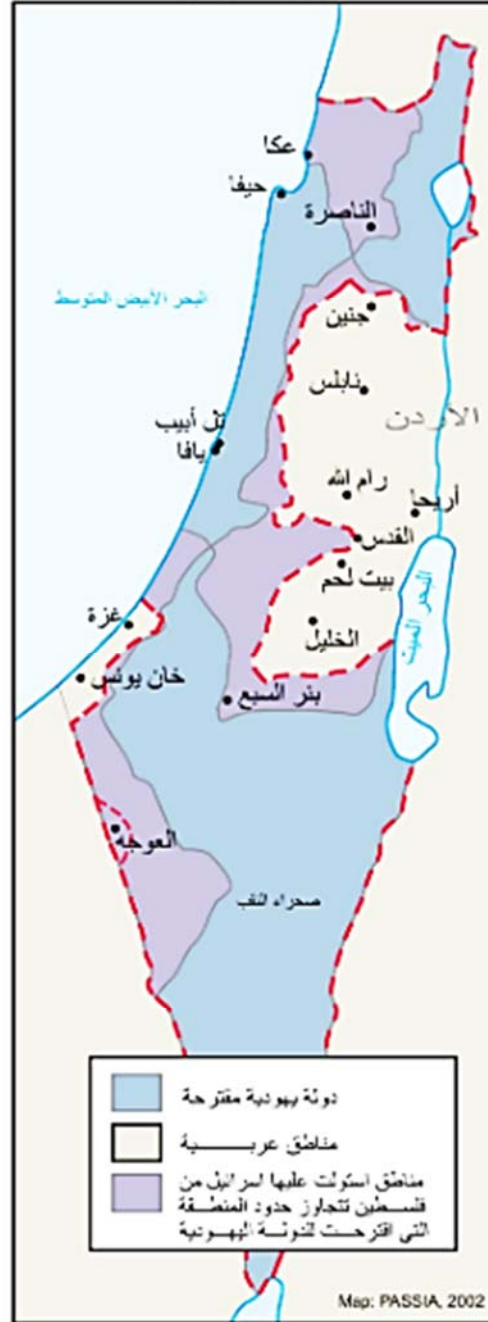 عكا
حيفا
الناصرة
البحر الأبيض المتوسط
جنين
نابلس
الأردن
تل أبيب
يافا
رام الله
أريحا
القدس
بيت لحم
البحر الميت
غزة
الخليل
خان يونس
بئر السبع
العوجه
صحراء النقب
دولة يهودية مقترحة
مناطق عربية
مناطق استولت عليها اسرائيل من
فلسطين تتجاوز حدود المنطقة
التي اقترحت للدولة اليهودية
Map: PASSIA, 2002